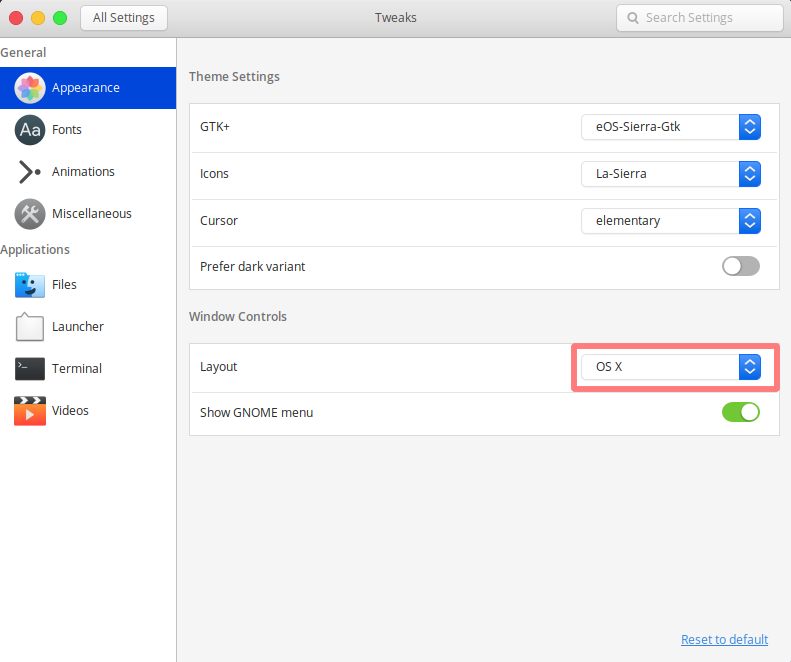 All Settings
Tweaks
Search Settings
General
Appearance
Aa
Fonts
Animations
Miscellaneous
Applications
Files
Launcher
>_
Terminal
Videos
Theme Settings
GTK+
eOS-Sierra-Gtk
Icons
La-Sierra
Cursor
elementary
Prefer dark variant
Window Controls
Layout
OS X
Show GNOME menu
Reset to default